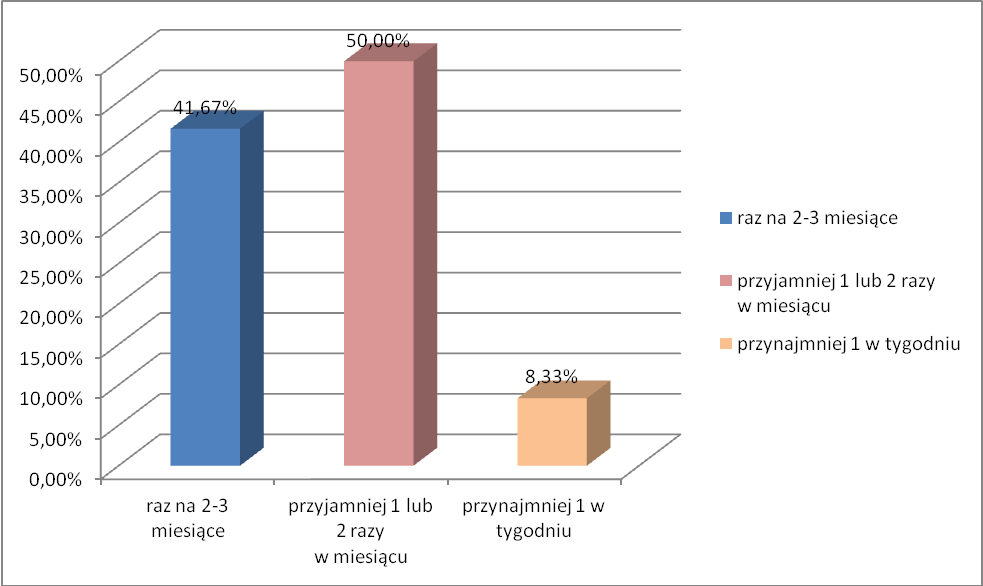 50,00%
45,00%
40,00%
35,00%
30,00%
25,00%
20,00%
15,00%
10,00%
5,00%
0,00%
41,67%
50,00%
8,33%
raz na 2-3
miesiące
przyjamniej 1 lub
2 razy
w miesiącu
przynajmniej 1 w
tygodniu
raz na 2-3 miesiące
przyjamniej 1 lub 2 razy
w miesiącu
przynajmniej 1 w tygodniu